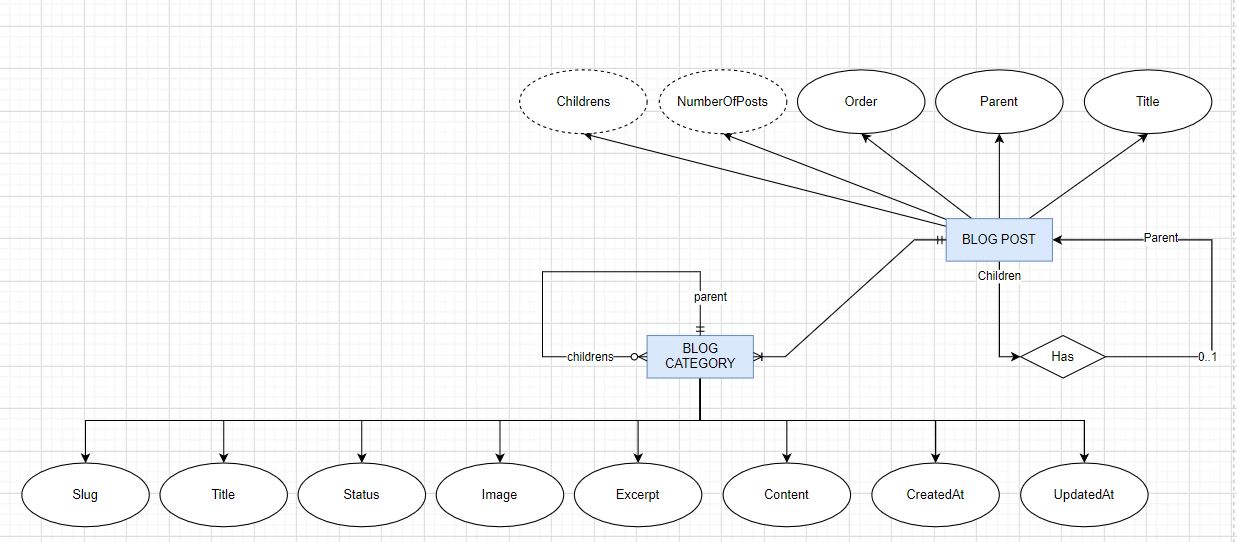 Childrens
NumberOfPosts
Order
Parent
Title
BLOG POST
Parent
Children
parent
BLOG
CATEGORY
childrens
Has
0..1
Slug
Title
Status
Image
Excerpt
Content
CreatedAt
UpdatedAt